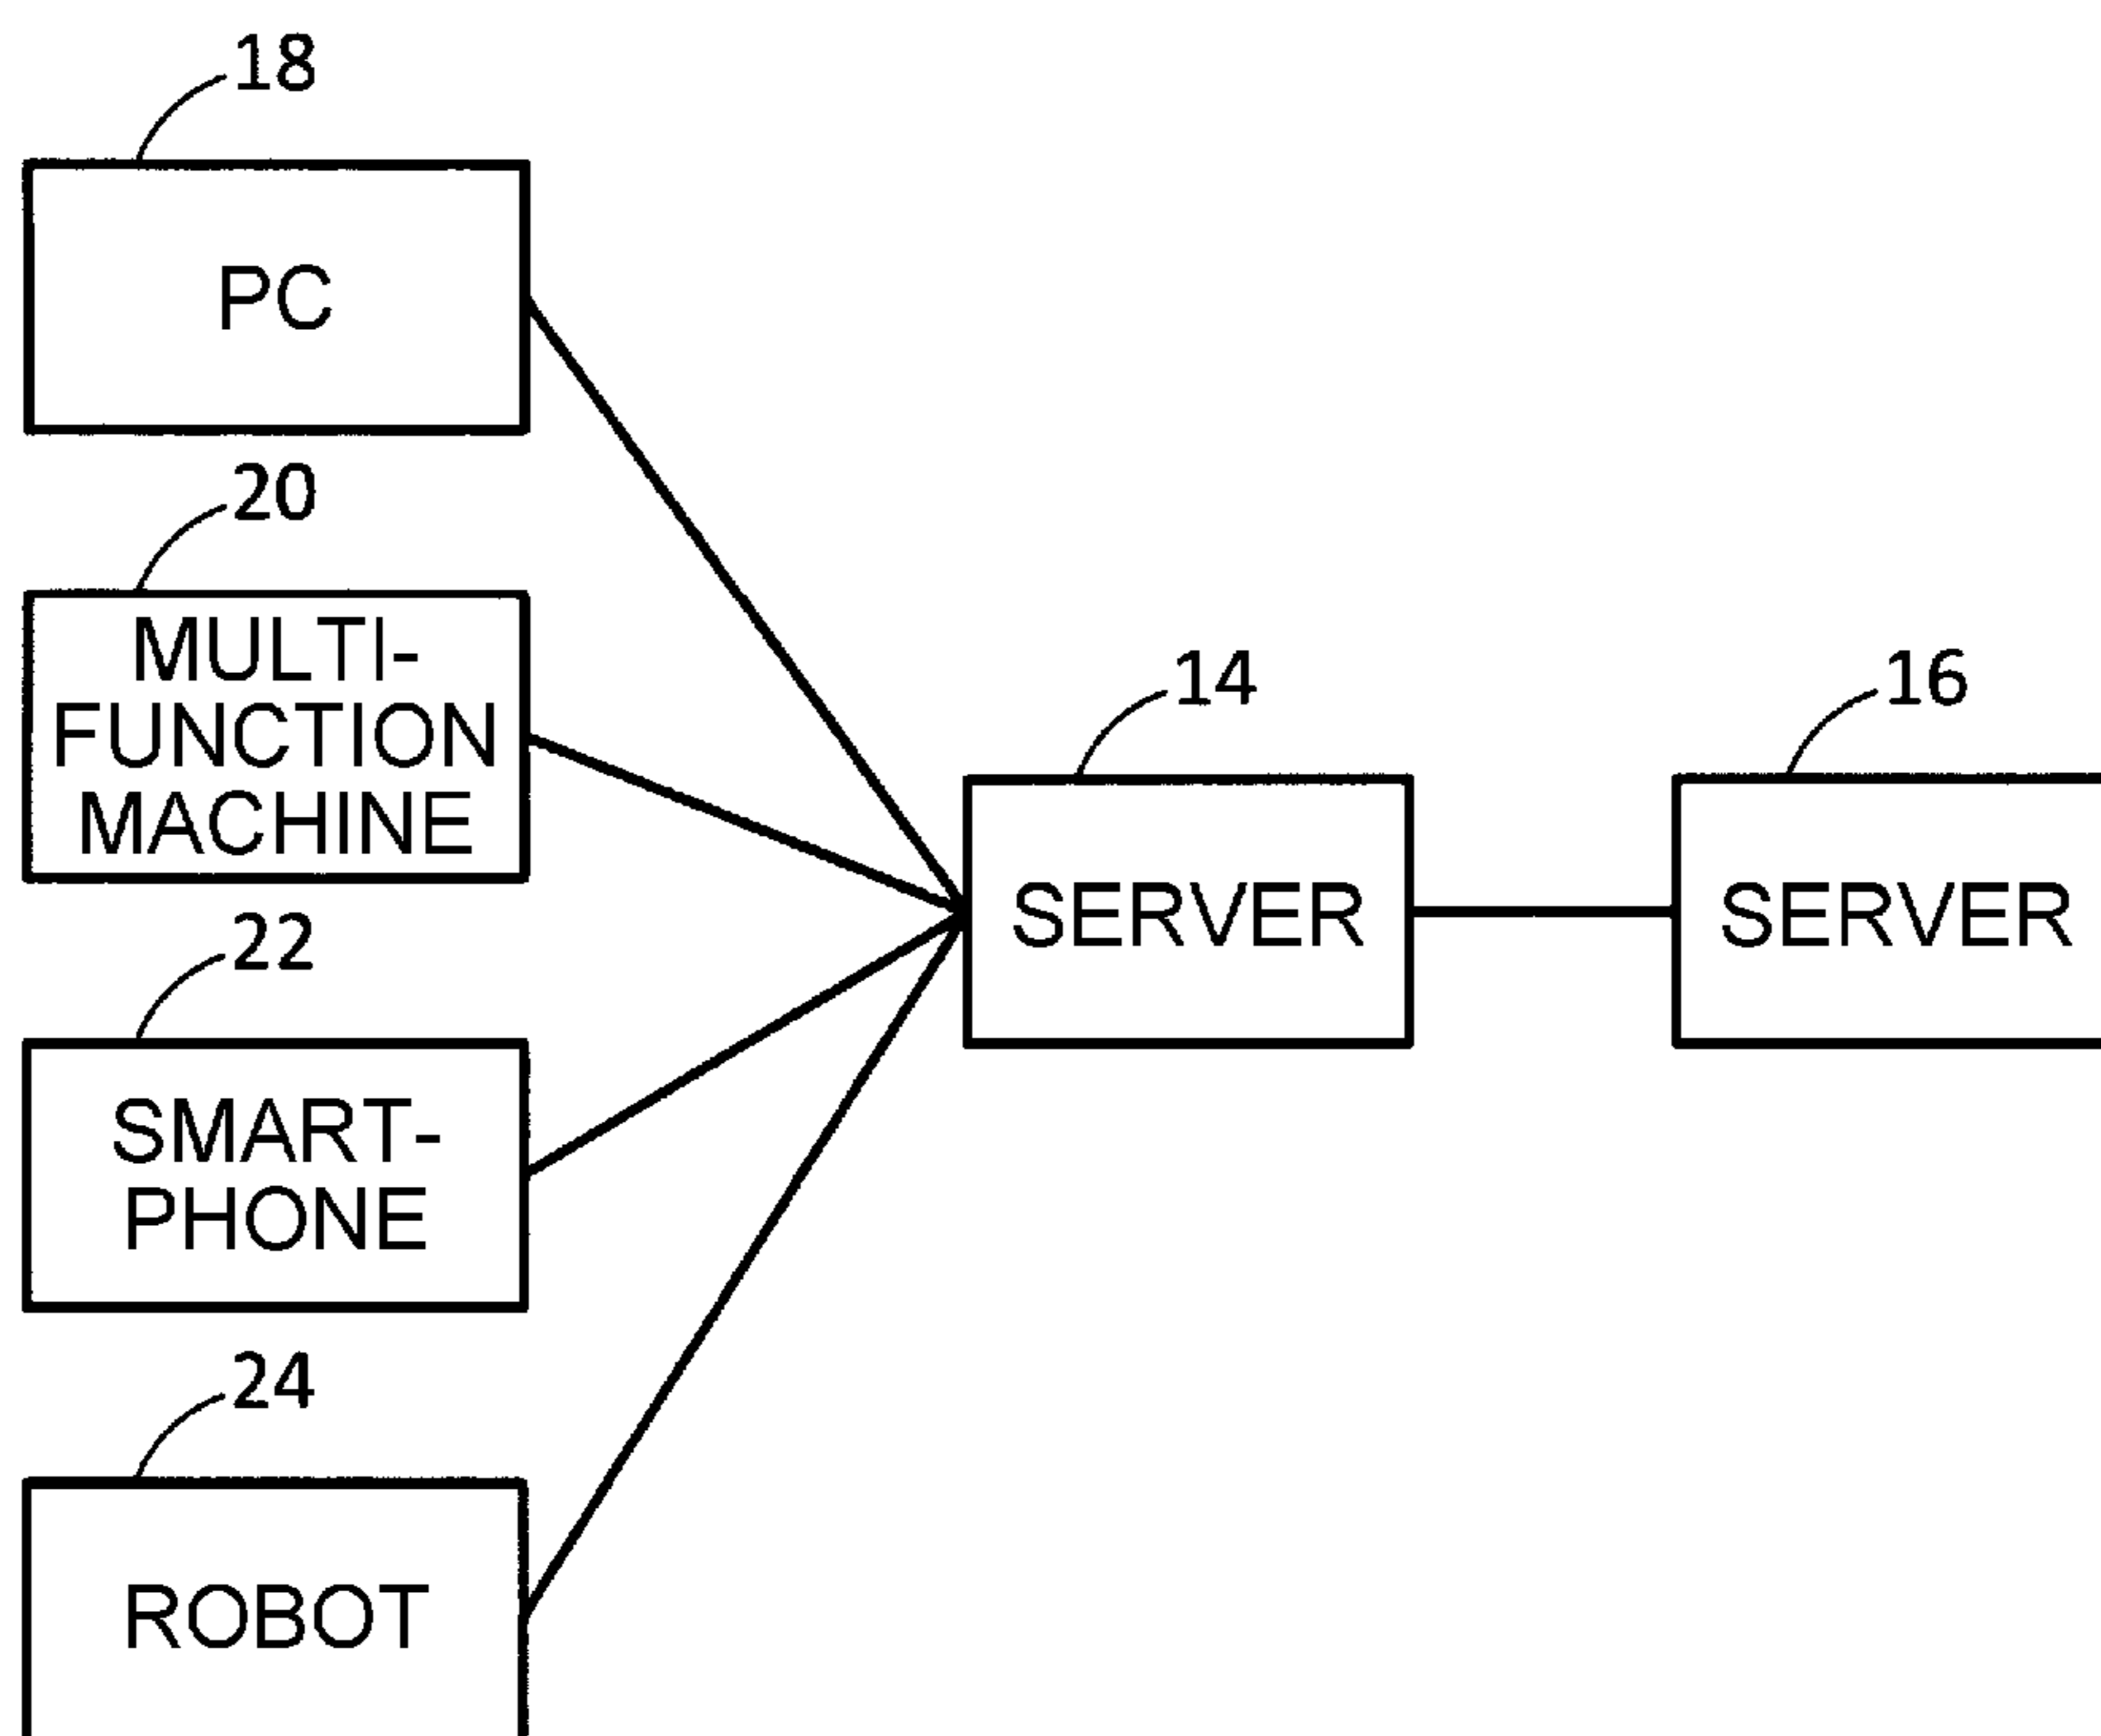 18
PC
20
MULTI-
FUNCTION
MACHINE
22
SMART-
PHONE
24
ROBOT
14
SERVER
16
SERVER